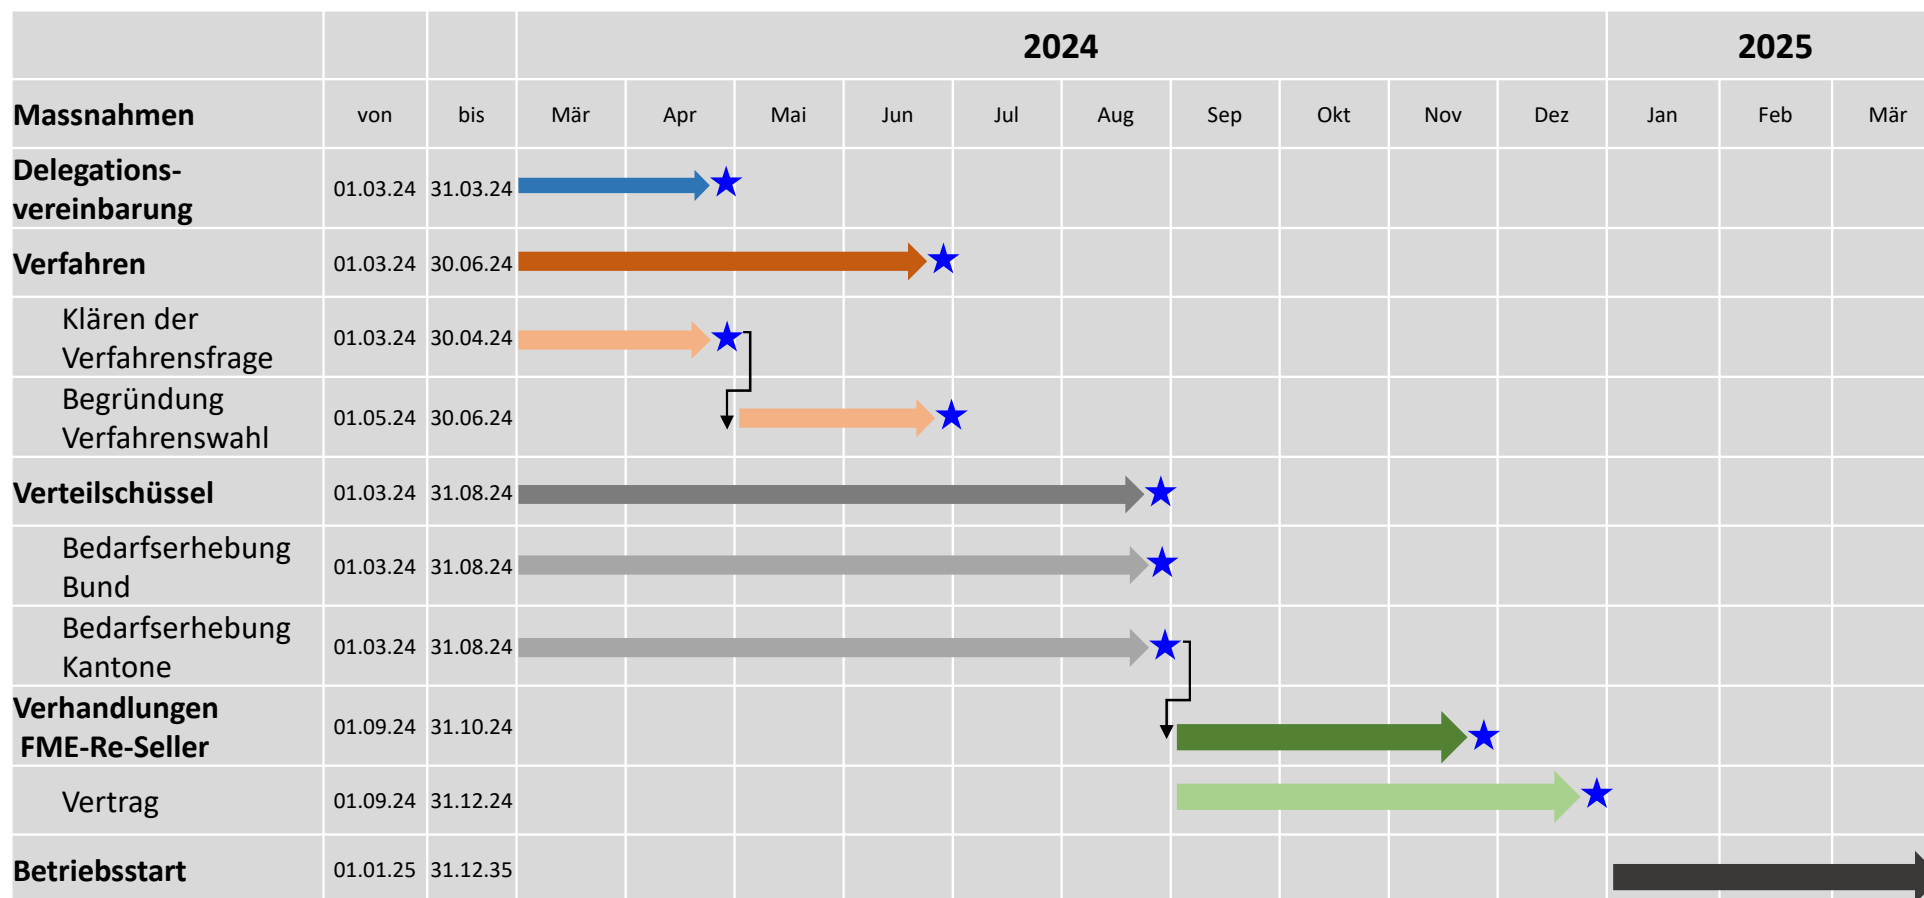 2024 2025
Massnahmen von bis Mär Apr Mai Jun Jul Aug Sep Okt Nov Dez Jan Feb Mär
Delegations-
vereinbarung 01.03.24 31.03.24
Verfahren 01.03.24 30.06.24
Klären der
Verfahrensfrage 01.03.24 30.04.24
Begründung
Verfahrenswahl 01.05.24 30.06.24
Verteilschüssel 01.03.24 31.08.24
Bedarfserhebung
Bund 01.03.24 31.08.24
Bedarfserhebung
Kantone 01.03.24 31.08.24
Verhandlungen
FME-Re-Seller 01.09.24 31.10.24
Vertrag 01.09.24 31.12.24
Betriebsstart 01.01.25 31.12.35